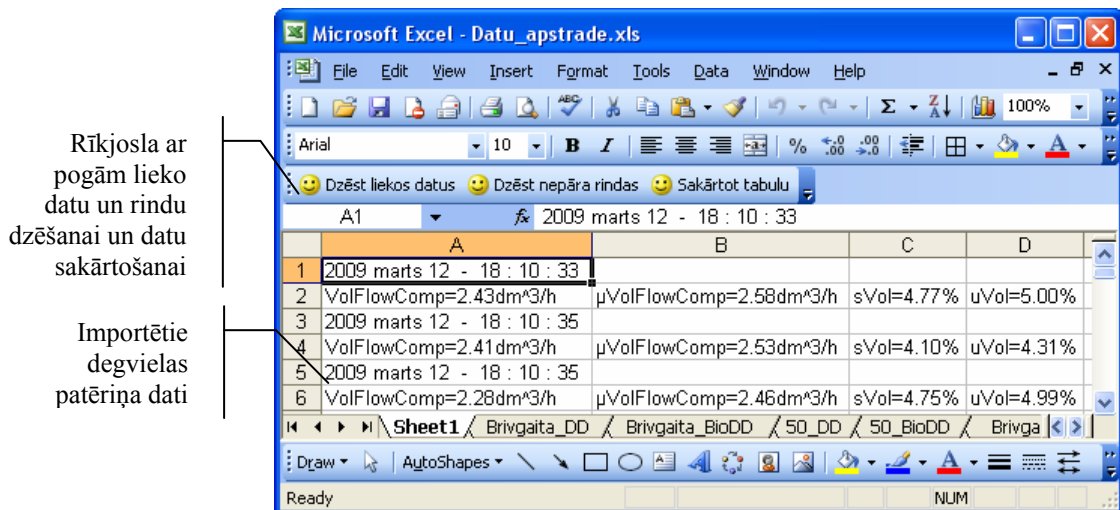 Microsoft Excel - Datu_apstrade.xls
File Edit View Insert Format Tools Data Window Help
ABC Σ A Z 100%
Arial 10 B I % ,00 ,0 ,0 ,00 A
Dzēst liekos datus Dzēst nepāra rindas Sakārtot tabulu
A1 fx 2009 marts 12 - 18 : 10 : 33
A B C D
1 2009 marts 12 - 18 : 10 : 33
2 VolFlowComp=2.43dm^3/h µVolFlowComp=2.58dm^3/h sVol=4.77% uVol=5.00%
3 2009 marts 12 - 18 : 10 : 35
4 VolFlowComp=2.41dm^3/h µVolFlowComp=2.53dm^3/h sVol=4.10% uVol=4.31%
5 2009 marts 12 - 18 : 10 : 35
6 VolFlowComp=2.28dm^3/h µVolFlowComp=2.46dm^3/h sVol=4.75% uVol=4.99%
Sheet1 Brivgaita_DD Brivgaita_BioDD 50_DD 50_BioDD Brivga
Draw AutoShapes A A A
Ready NUM
Rīkjosla ar
pogām lieko
datu un rindu
dzēšanai un datu
sakārtošanai
Importētie
degvielas
patēriņa dati